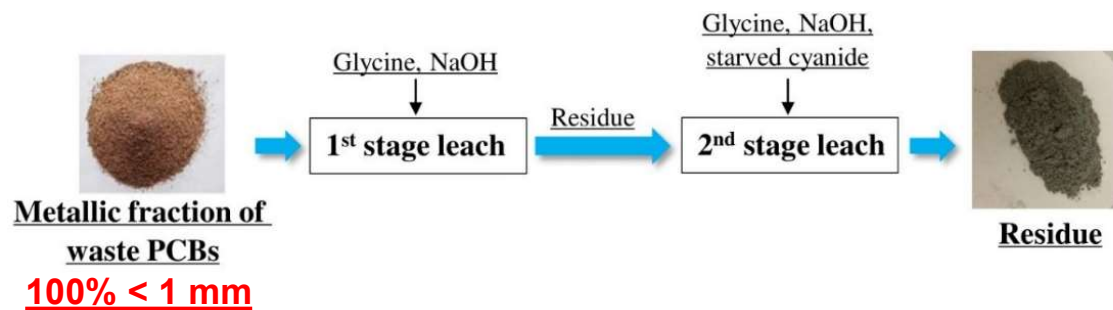 Glycine, NaOH
Glycine, NaOH,
starved cyanide
1st stage leach
Residue
2nd stage leach
Metallic fraction of
waste PCBs
100% < 1 mm
Residue